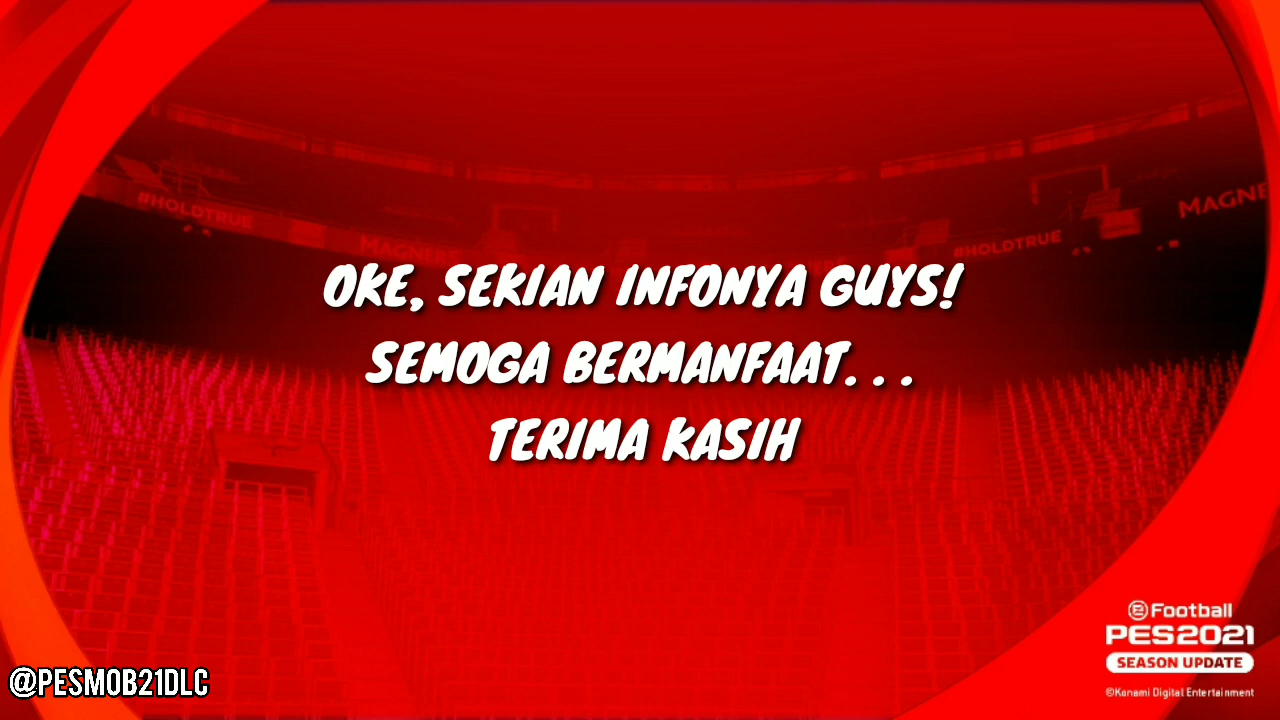 #HOLDTRUE
MAGNE
#HOLDTRUE
OKE, SEKIAN INFONYA GUYS!
SEMOGA BERMANFAAT. . .
TERIMA KASIH
eFootball
PES2021
SEASON UPDATE
©Konami Digital Entertainment
@PESMOB21DLC